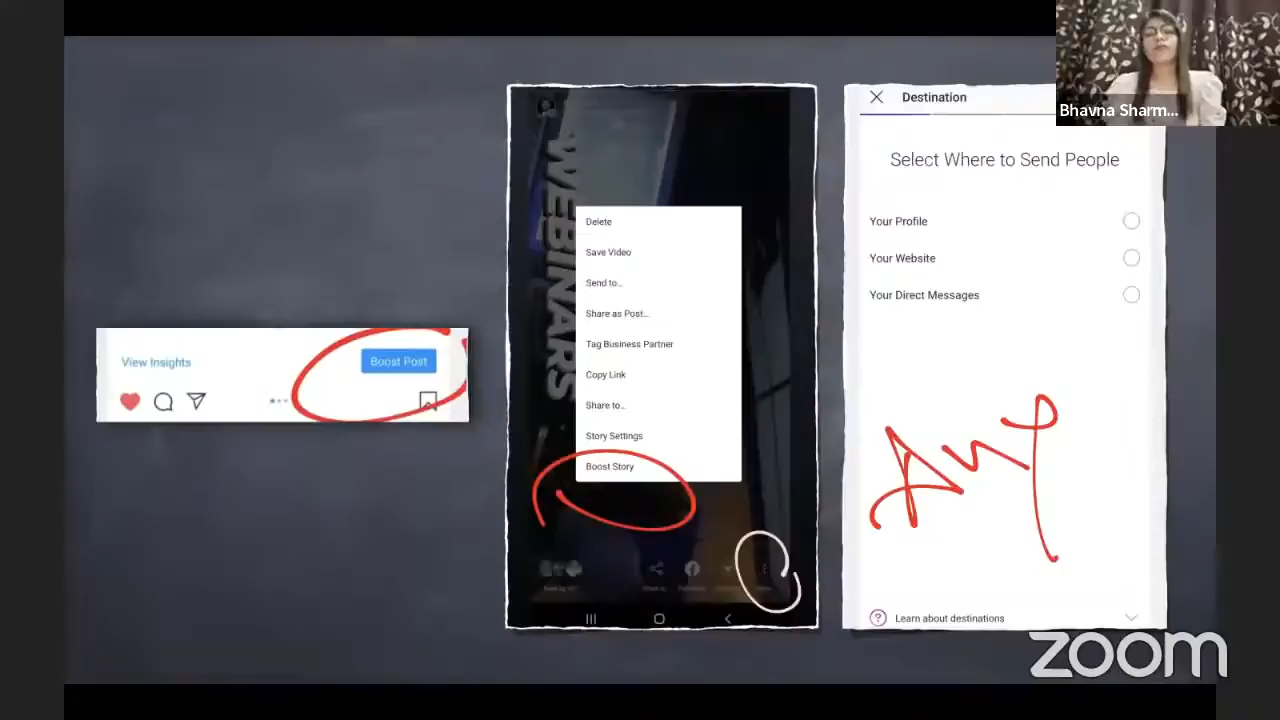 View Insights
Boost Post
WEBINARS
Delete
Save Video
Send to...
Share as Post...
Tag Business Partner
Copy Link
Share to...
Story Settings
Boost Story
Destination
Select Where to Send People
Your Profile
Your Website
Your Direct Messages
Any
? Learn about destinations
Bhavna Sharm...
zoom